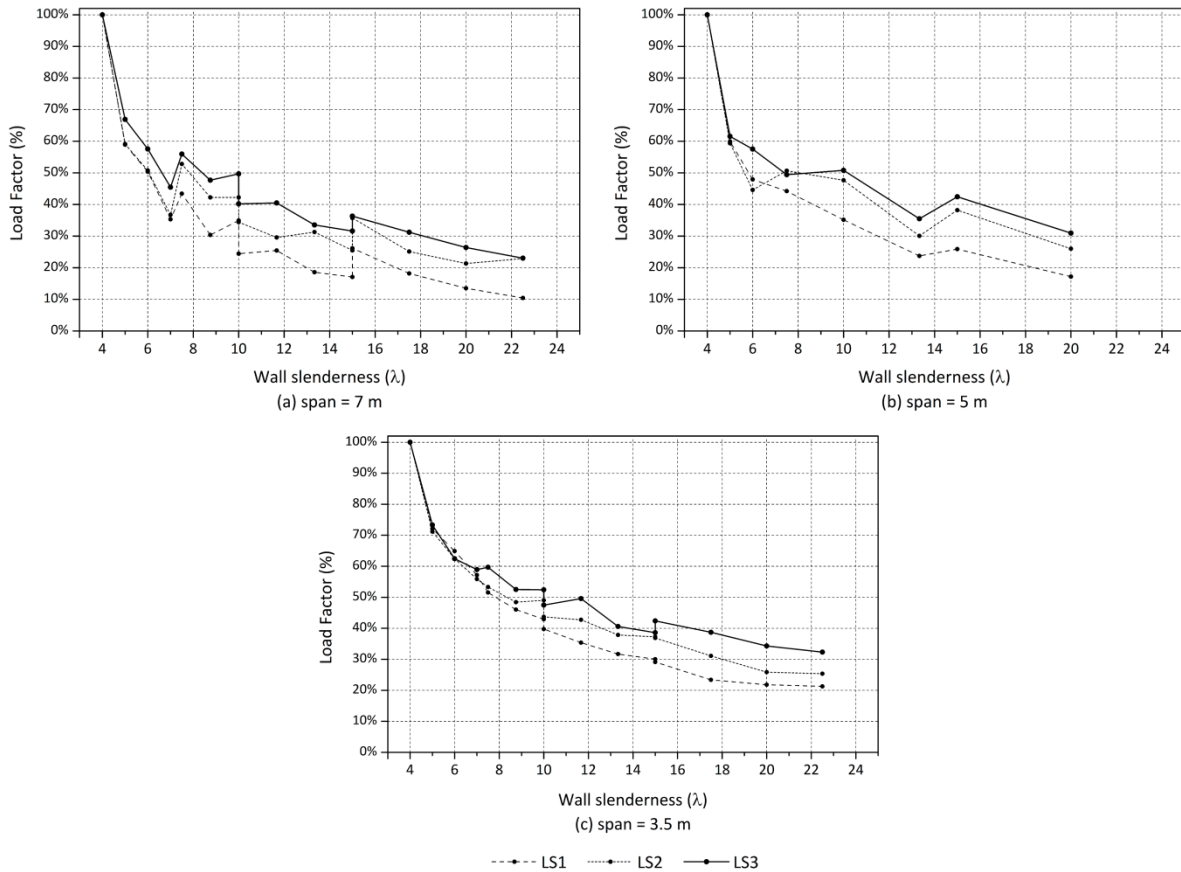 100%
90%
80%
70%
60%
50%
40%
30%
20%
10%
0%
Load Factor (%)
4 6 8 10 12 14 16 18 20 22 24
Wall slenderness (λ)
(a) span = 7 m
100%
90%
80%
70%
60%
50%
40%
30%
20%
10%
0%
Load Factor (%)
4 6 8 10 12 14 16 18 20 22 24
Wall slenderness (λ)
(b) span = 5 m
100%
90%
80%
70%
60%
50%
40%
30%
20%
10%
0%
Load Factor (%)
4 6 8 10 12 14 16 18 20 22 24
Wall slenderness (λ)
(c) span = 3.5 m
LS1 LS2 LS3